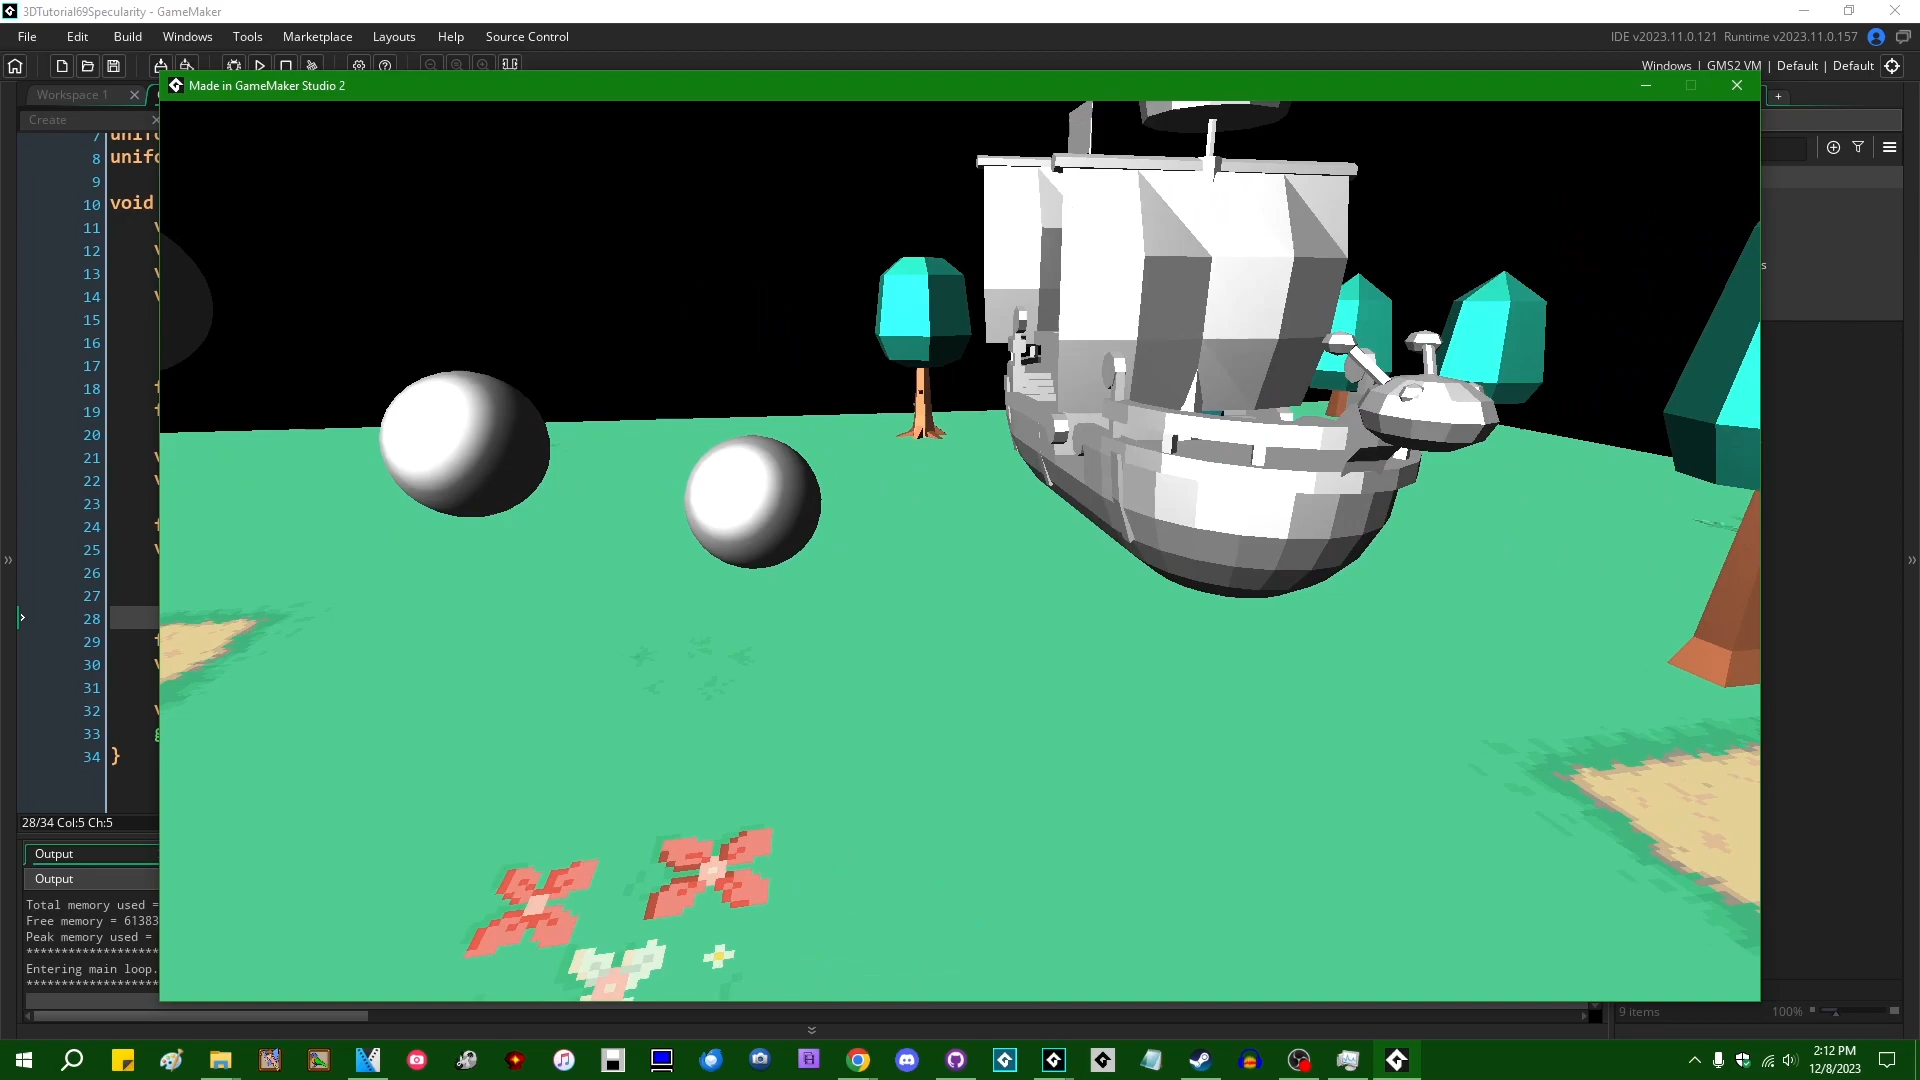 3DTutorial69Specularity - GameMaker
File Edit Build Windows Tools Marketplace Layouts Help Source Control
IDE v2023.11.0.121 Runtime v2023.11.0.157
Windows | GMS2 VM | Default | Default
Made in GameMaker Studio 2
Workspace 1
Create
7
8 unifo
9
10 void
11
12
13
14
15
16
17
18
19
20
21
22
23
24
25
26
27
28
29
30
31
32
33
34 }
28/34 Col:5 Ch:5
Output
Output
Total memory used =
Free memory = 61383
Peak memory used =
Entering main loop.
9 items
100%
2:12 PM
12/8/2023